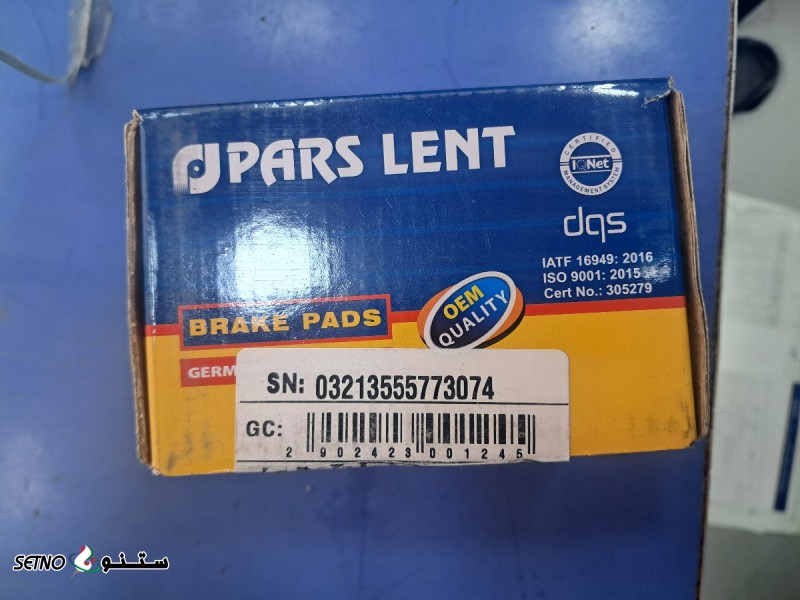 PARS LENT
CERTIFIED
IQNet
MANAGEMENT SYSTEM
dqs
IATF 16949: 2016
ISO 9001: 2015
Cert No.: 305279
OEM
QUALITY
BRAKE PADS
GERM
SN: 03213555773074
GC:
2 902423 001245
SETNO ستنو